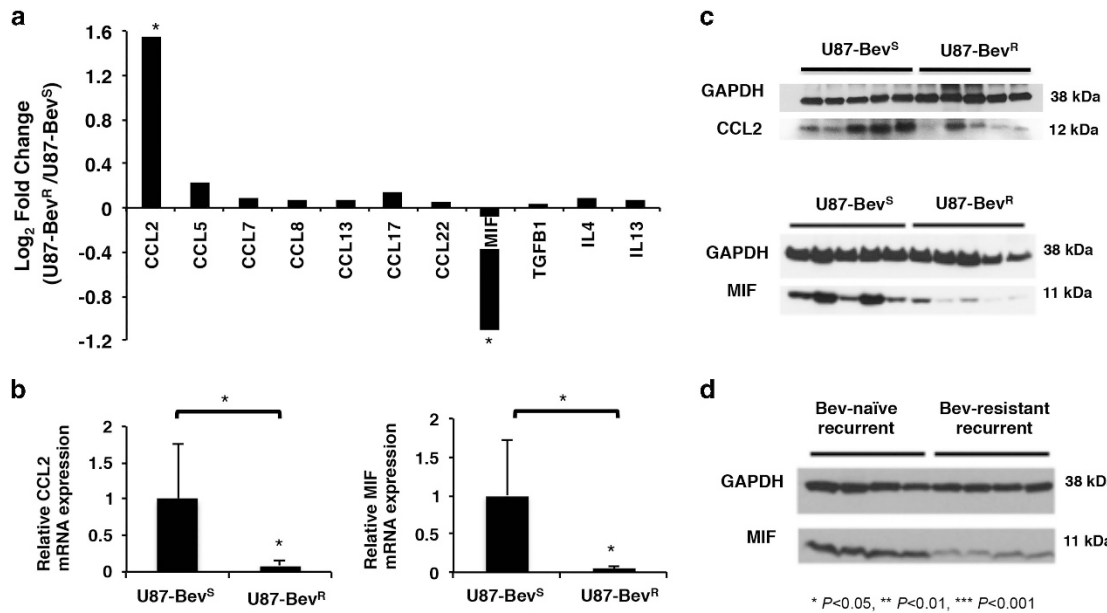 a
*
1.6
1.2
0.8
0.4
0
-0.4
-0.8
-1.2
Log₂ Fold Change
(U87-Bevᴿ /U87-Bevˢ)
CCL2
CCL5
CCL7
CCL8
CCL13
CCL17
CCL22
MIF
TGFB1
IL4
IL13
*
b
*
Relative CCL2
mRNA expression
2
1.5
1
0.5
0
*
U87-Bevˢ U87-Bevᴿ
*
Relative MIF
mRNA expression
2
1.5
1
0.5
0
*
U87-Bevˢ U87-Bevᴿ
c
U87-Bevˢ U87-Bevᴿ
GAPDH 38 kDa
CCL2 12 kDa
U87-Bevˢ U87-Bevᴿ
GAPDH 38 kDa
MIF 11 kDa
d
Bev-naïve Bev-resistant
recurrent recurrent
GAPDH 38 kD
MIF 11 kDa
* P<0.05, ** P<0.01, *** P<0.001